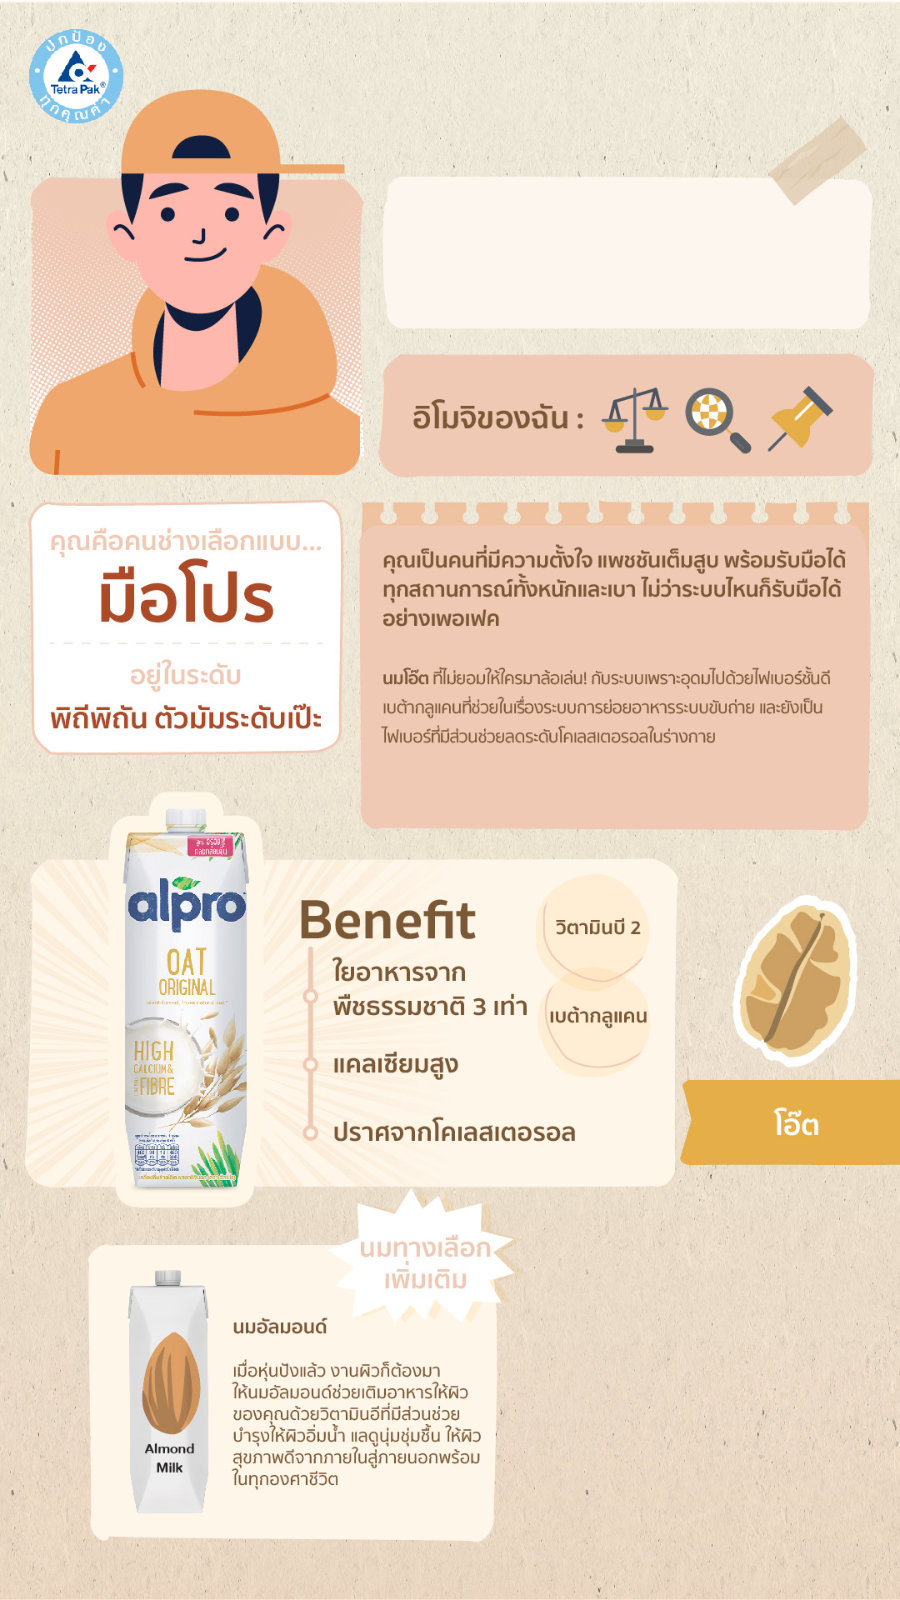 ปกป้อง
Tetra Pak®
ทุกคุณค่า
อิโมจิของฉัน :
คุณคือคนช่างเลือกแบบ...
มือโปร
อยู่ในระดับ
พิถีพิถัน ตัวมัมระดับเป๊ะ
คุณเป็นคนที่มีความตั้งใจ แพชชันเต็มสูบ พร้อมรับมือได้
ทุกสถานการณ์ทั้งหนักและเบา ไม่ว่าระบบไหนก็รับมือได้
อย่างเพอเฟค
นมโอ๊ต ที่ไม่ยอมให้ใครมาล้อเล่น! กับระบบเพราะอุดมไปด้วยไฟเบอร์ชั้นดี
เบต้ากลูแคนที่ช่วยในเรื่องระบบการย่อยอาหารระบบขับถ่าย และยังเป็น
ไฟเบอร์ที่มีส่วนช่วยลดระดับโคเลสเตอรอลในร่างกาย
alpro
OAT
ORIGINAL
HIGH
CALCIUM &
FIBRE
Benefit
ใยอาหารจาก
พืชธรรมชาติ 3 เท่า
แคลเซียมสูง
ปราศจากโคเลสเตอรอล
วิตามินบี 2
เบต้ากลูแคน
โอ๊ต
นมทางเลือก
เพิ่มเติม
Almond
Milk
นมอัลมอนด์
เมื่อหุ่นปังแล้ว งานผิวก็ต้องมา
ให้นมอัลมอนด์ช่วยเติมอาหารให้ผิว
ของคุณด้วยวิตามินอีที่มีส่วนช่วย
บำรุงให้ผิวอิ่มน้ำ แลดูนุ่มชุ่มชื้น ให้ผิว
สุขภาพดีจากภายในสู่ภายนอกพร้อม
ในทุกองศาชีวิต